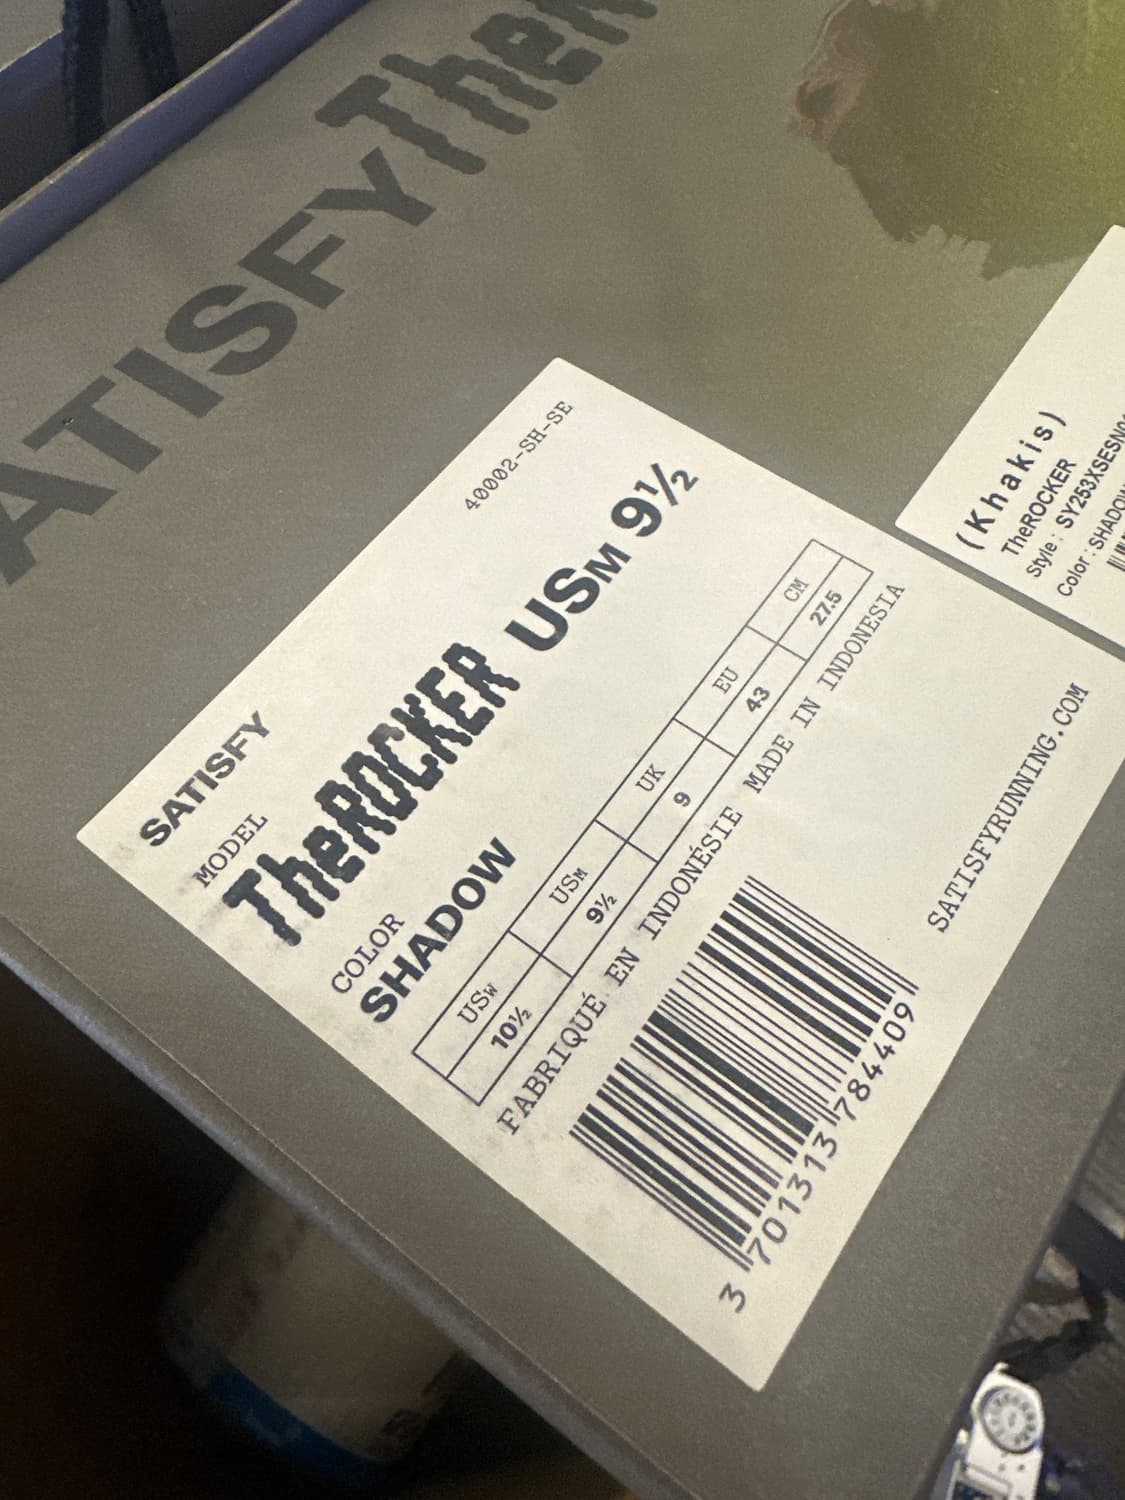 ATISFY The
40002-SH-SE
SATISFY
MODEL
TheROCKER USM 9½
COLOR
SHADOW
USW USM UK EU CM
10½ 9½ 9 43 27.5
FABRIQUÉ EN INDONÉSIE MADE IN INDONESIA
3 701313 784409
SATISFYRUNNING.COM
(Khakis)
TheROCKER
Style : SY253XSESN0
Color : SHADOW